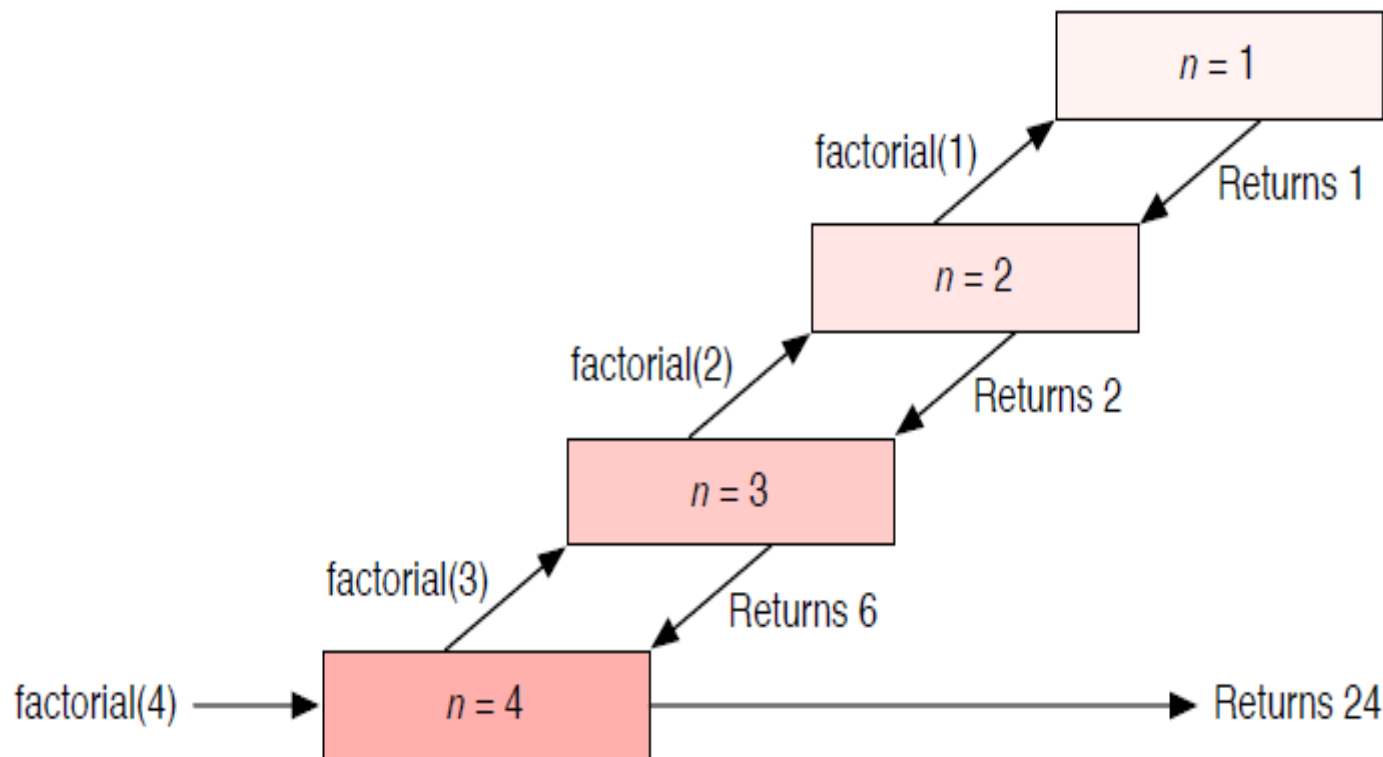 n = 1
factorial(1)
Returns 1
n = 2
factorial(2)
Returns 2
n = 3
factorial(3)
Returns 6
factorial(4)
n = 4
Returns 24